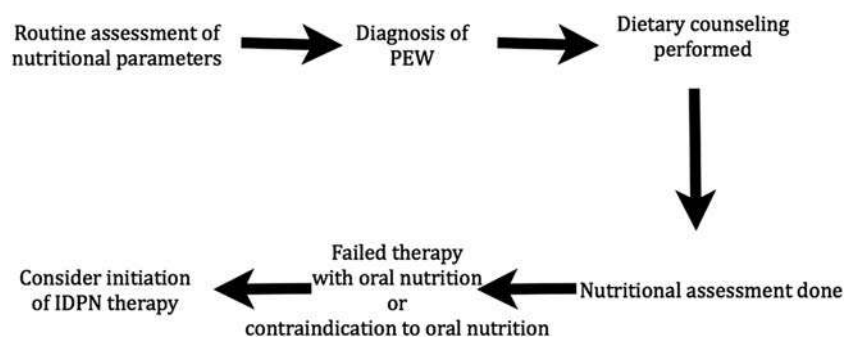 Routine assessment of
nutritional parameters
Diagnosis of
PEW
Dietary counseling
performed
Nutritional assessment done
Failed therapy
with oral nutrition
or
contraindication to oral nutrition
Consider initiation
of IDPN therapy